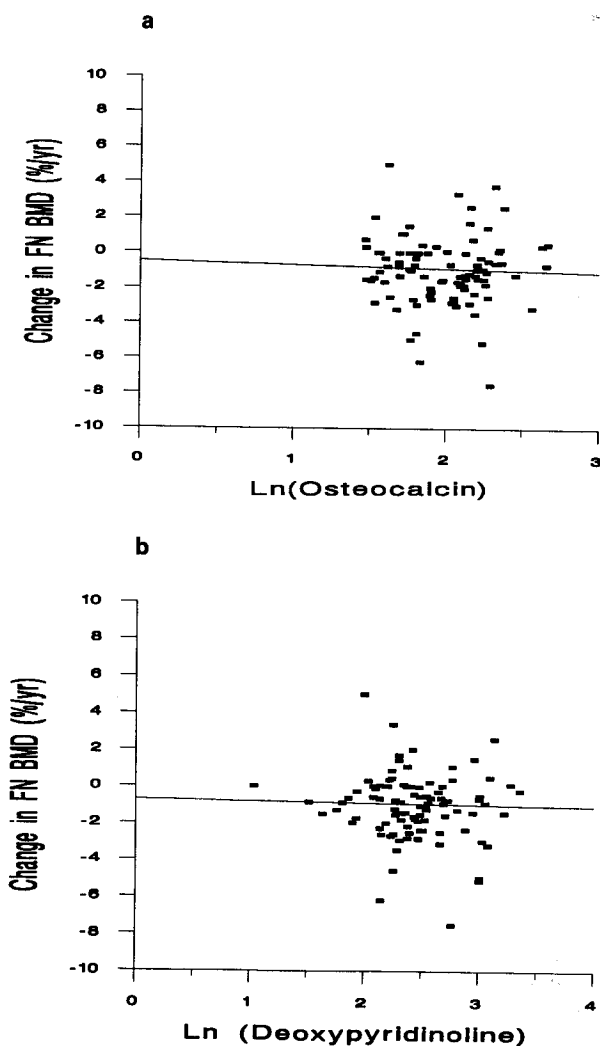 a
Change in FN BMD (%/yr)
10
8
6
4
2
0
-2
-4
-6
-8
-10
0 1 2 3
Ln(Osteocalcin)
b
Change in FN BMD (%/yr)
10
8
6
4
2
0
-2
-4
-6
-8
-10
0 1 2 3 4
Ln (Deoxypyridinoline)